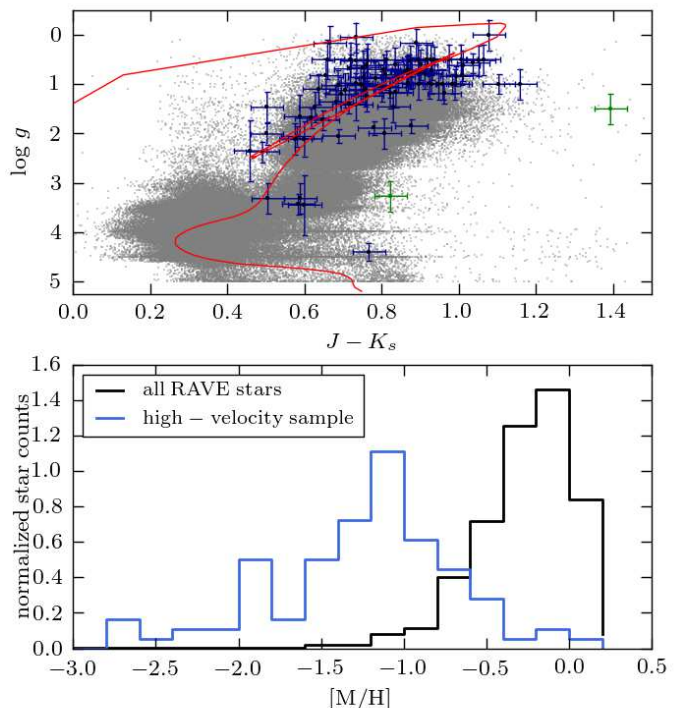 0
1
2
3
4
5
log g
0.0 0.2 0.4 0.6 0.8 1.0 1.2 1.4
J − Ks
1.6
1.4
1.2
1.0
0.8
0.6
0.4
0.2
0.0
normalized star counts
all RAVE stars
high − velocity sample
−3.0 −2.5 −2.0 −1.5 −1.0 −0.5 0.0 0.5
[M/H]